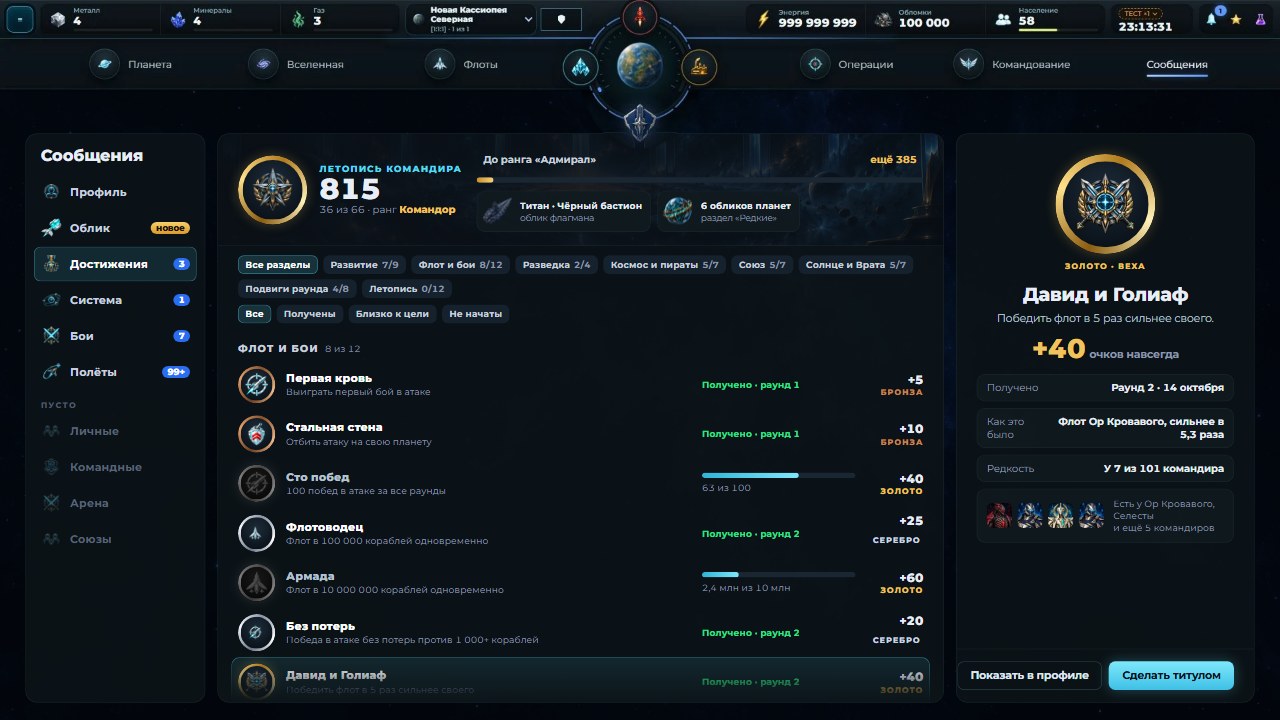 Металл
4
Минералы
4
Газ
3
Новая Кассиопея
Северная
[1:1:1] · 1 из 1
Энергия
999 999 999
Обломки
100 000
Население
58
ТЕСТ ×1
23:13:31
1
Планета
Вселенная
Флоты
Операции
Командование
Сообщения
Сообщения
Профиль
Облик
НОВОЕ
Достижения
3
Система
1
Бои
7
Полёты
99+
ПУСТО
Личные
Командные
Арена
Союзы
ЛЕТОПИСЬ КОМАНДИРА
815
36 из 66 · ранг Командор
До ранга «Адмирал»
ещё 385
Титан · Чёрный бастион
облик флагмана
6 обликов планет
раздел «Редкие»
Все разделы
Развитие 7/9
Флот и бои 8/12
Разведка 2/4
Космос и пираты 5/7
Союз 5/7
Солнце и Врата 5/7
Подвиги раунда 4/8
Летопись 0/12
Все
Получены
Близко к цели
Не начаты
ФЛОТ И БОИ 8 из 12
Первая кровь
Выиграть первый бой в атаке
Получено · раунд 1
+5
БРОНЗА
Стальная стена
Отбить атаку на свою планету
Получено · раунд 1
+10
БРОНЗА
Сто побед
100 побед в атаке за все раунды
63 из 100
+40
ЗОЛОТО
Флотоводец
Флот в 100 000 кораблей одновременно
Получено · раунд 2
+25
СЕРЕБРО
Армада
Флот в 10 000 000 кораблей одновременно
2,4 млн из 10 млн
+60
ЗОЛОТО
Без потерь
Победа в атаке без потерь против 1 000+ кораблей
Получено · раунд 2
+20
СЕРЕБРО
Давид и Голиаф
Победить флот в 5 раз сильнее своего
Получено · раунд 2
+40
ЗОЛОТО
ЗОЛОТО · ВЕХА
Давид и Голиаф
Победить флот в 5 раз сильнее своего.
+40 очков навсегда
Получено
Раунд 2 · 14 октября
Как это
было
Флот Ор Кровавого, сильнее в
5,3 раза
Редкость
У 7 из 101 командира
Есть у Ор Кровавого,
Селесты
и ещё 5 командиров
Показать в профиле
Сделать титулом